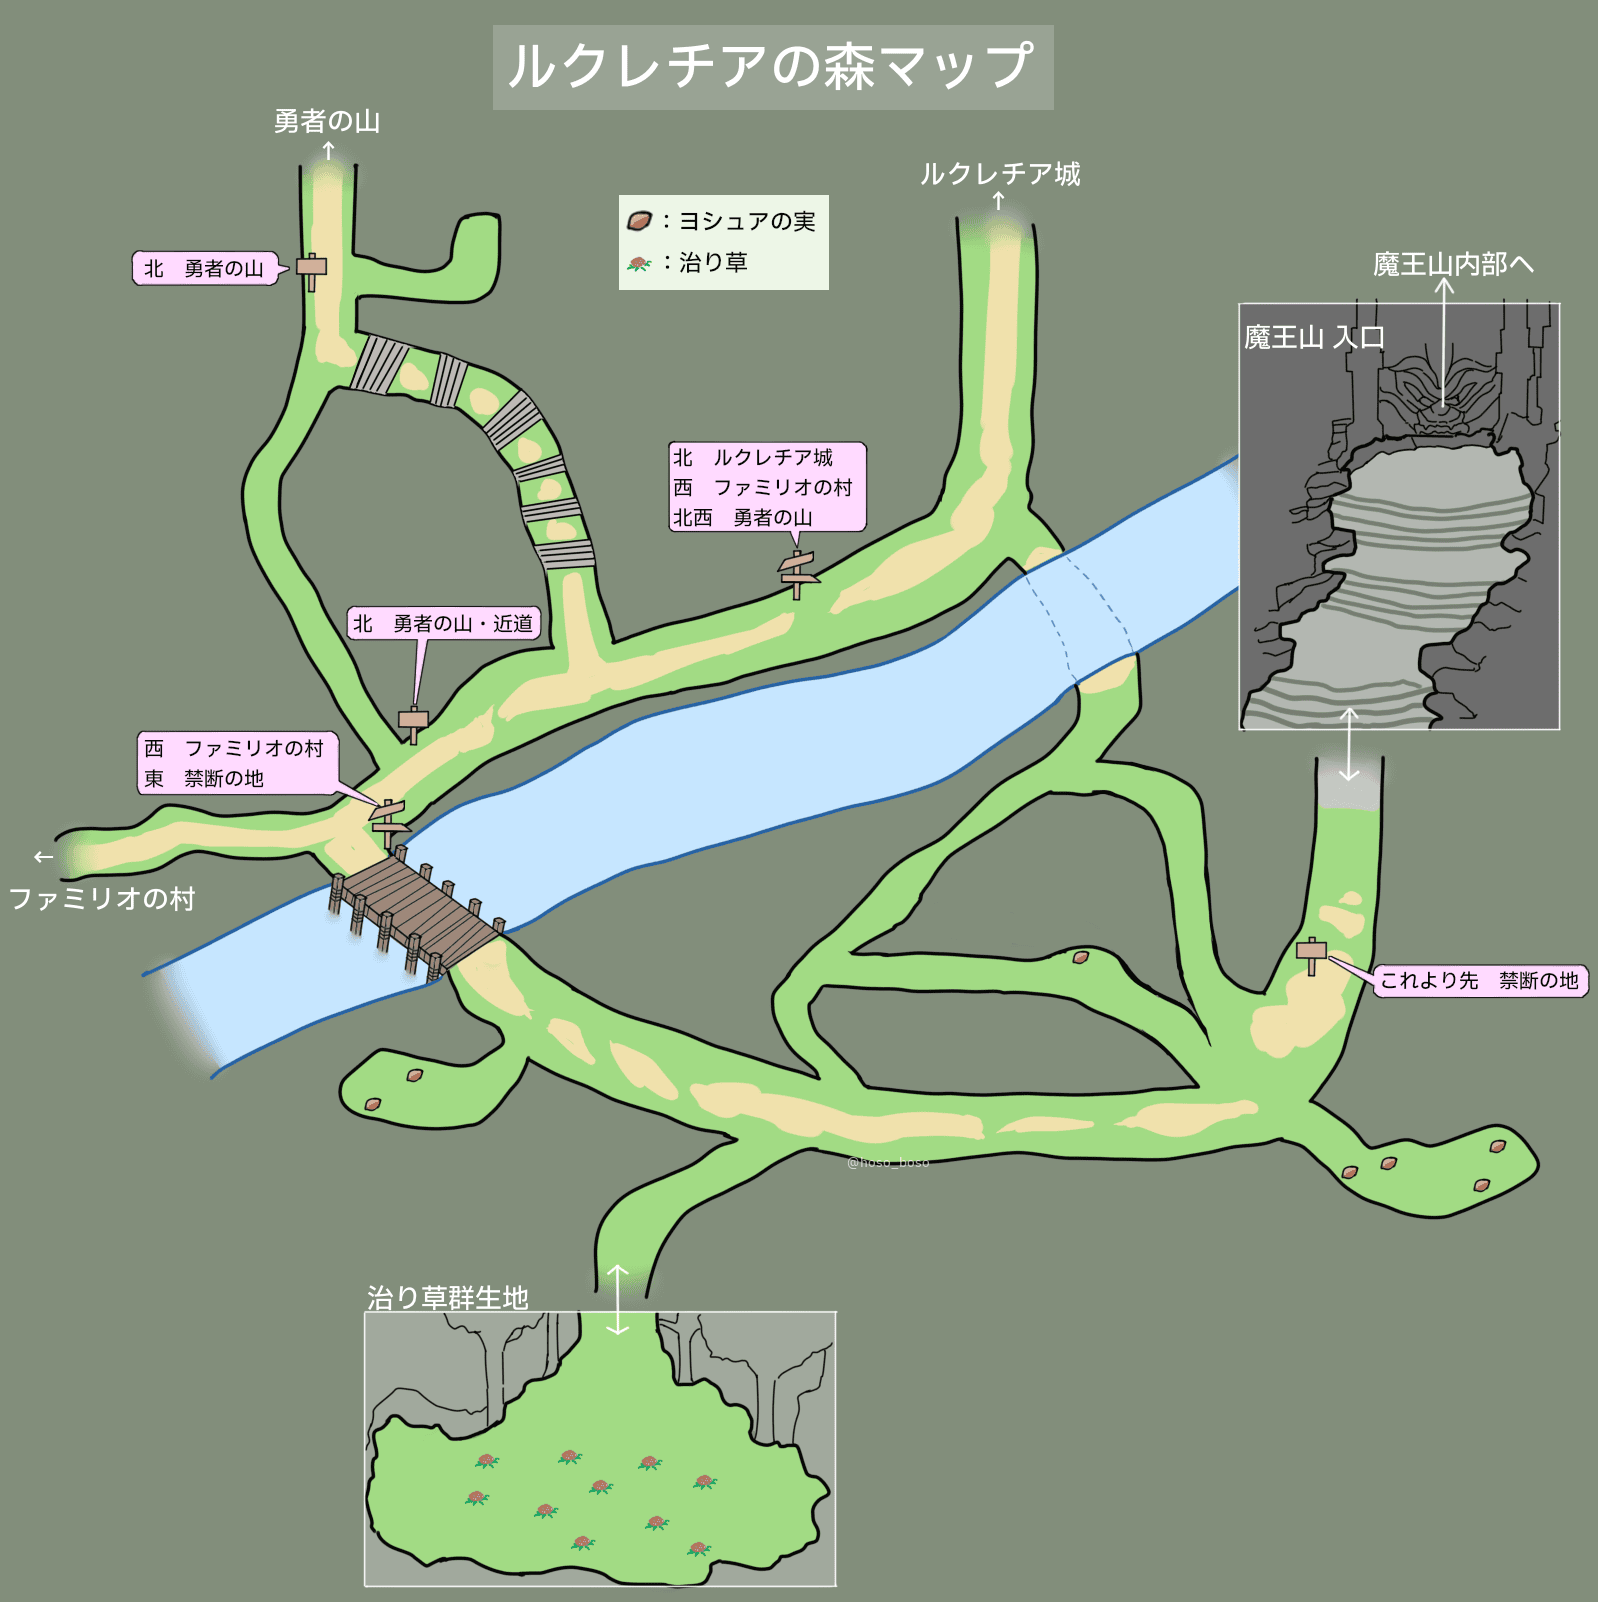 ルクレチアの森マップ
勇者の山
↑
ルクレチア城
↑
：ヨシュアの実
：治り草
北　勇者の山
魔王山内部へ
魔王山 入口
北　ルクレチア城
西　ファミリオの村
北西　勇者の山
北　勇者の山・近道
西　ファミリオの村
東　禁断の地
←
ファミリオの村
これより先　禁断の地
@hoso_boso
治り草群生地